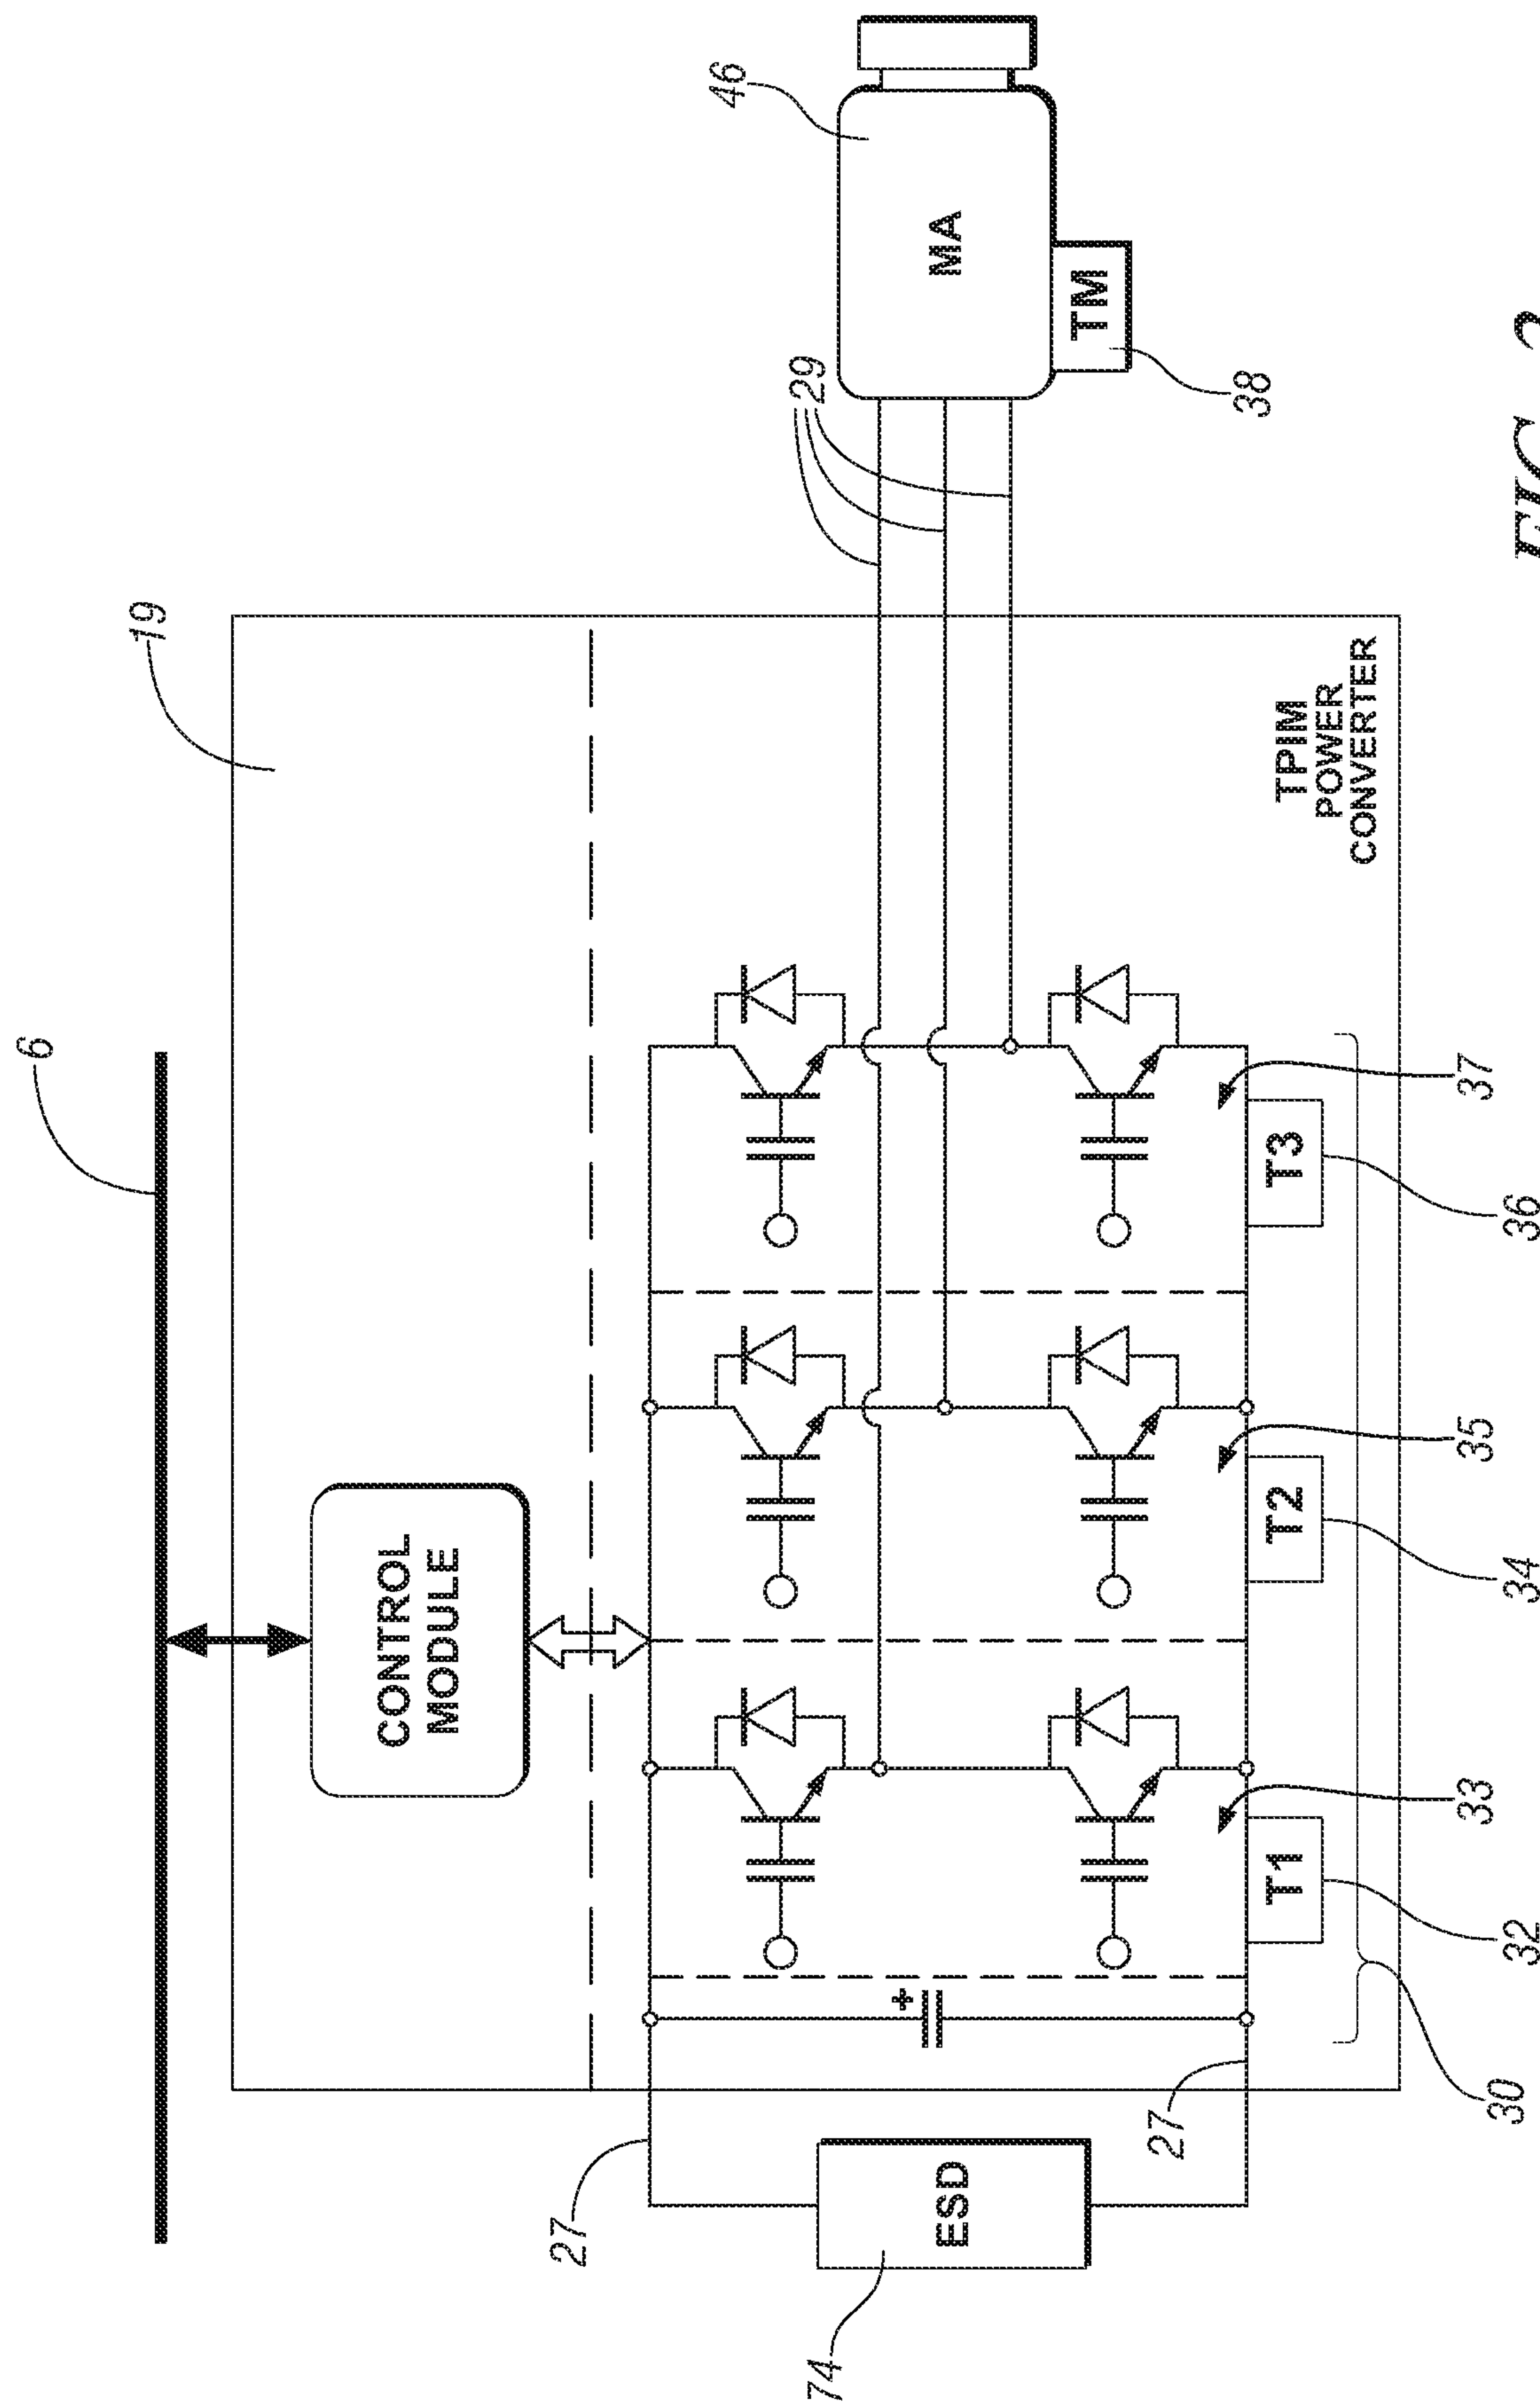 6
19
CONTROL
MODULE
46
MA
29
TM
38
27
+
74
ESD
27
T1
T2
T3
33
35
37
32
34
36
30
TPIM
POWER
CONVERTER